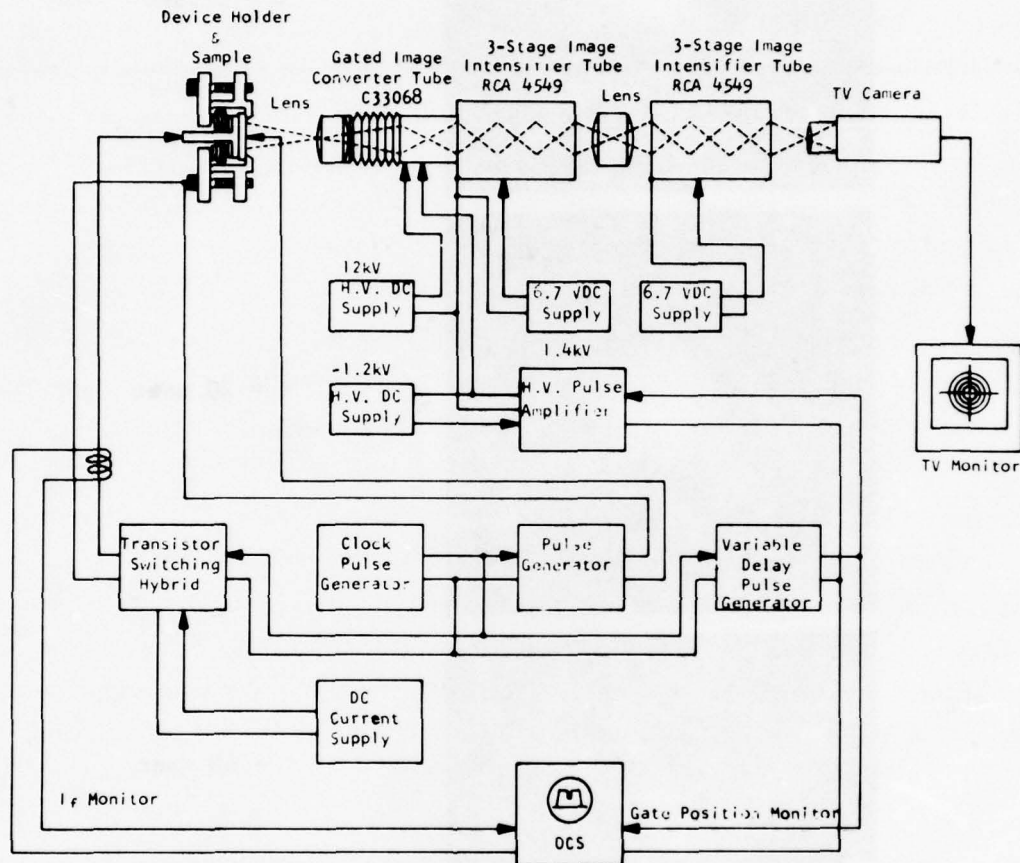 Device Holder
&
Sample
Lens
Gated Image
Converter Tube
C33068
3-Stage Image
Intensifier Tube
RCA 4549
Lens
3-Stage Image
Intensifier Tube
RCA 4549
TV Camera
12kV
H.V. DC
Supply
6.7 VDC
Supply
6.7 VDC
Supply
-1.2kV
H.V. DC
Supply
1.4kV
H.V. Pulse
Amplifier
TV Monitor
Transistor
Switching
Hybrid
Clock
Pulse
Generator
Pulse
Generator
Variable
Delay
Pulse
Generator
DC
Current
Supply
If Monitor
OCS
Gate Position Monitor